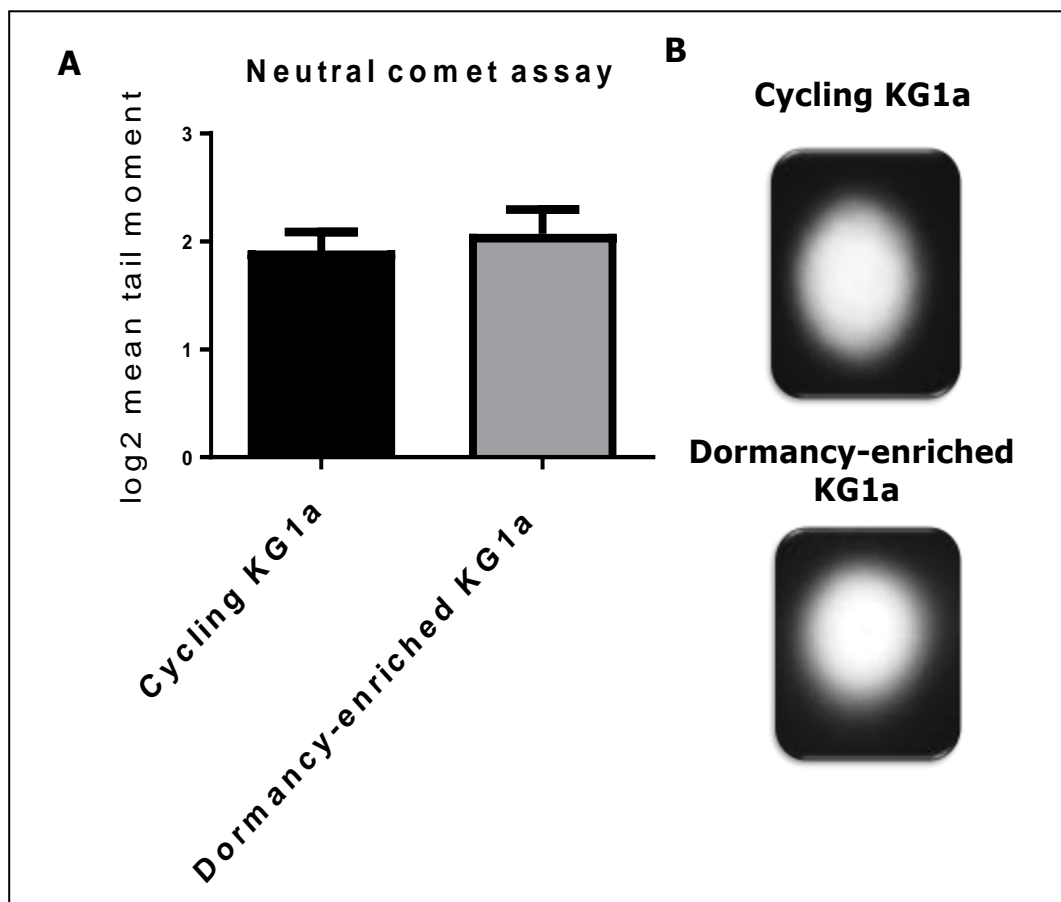 A
Neutral comet assay
log2 mean tail moment
3
2
1
0
Cycling KG1a
Dormancy-enriched KG1a
B
Cycling KG1a
Dormancy-enriched
KG1a